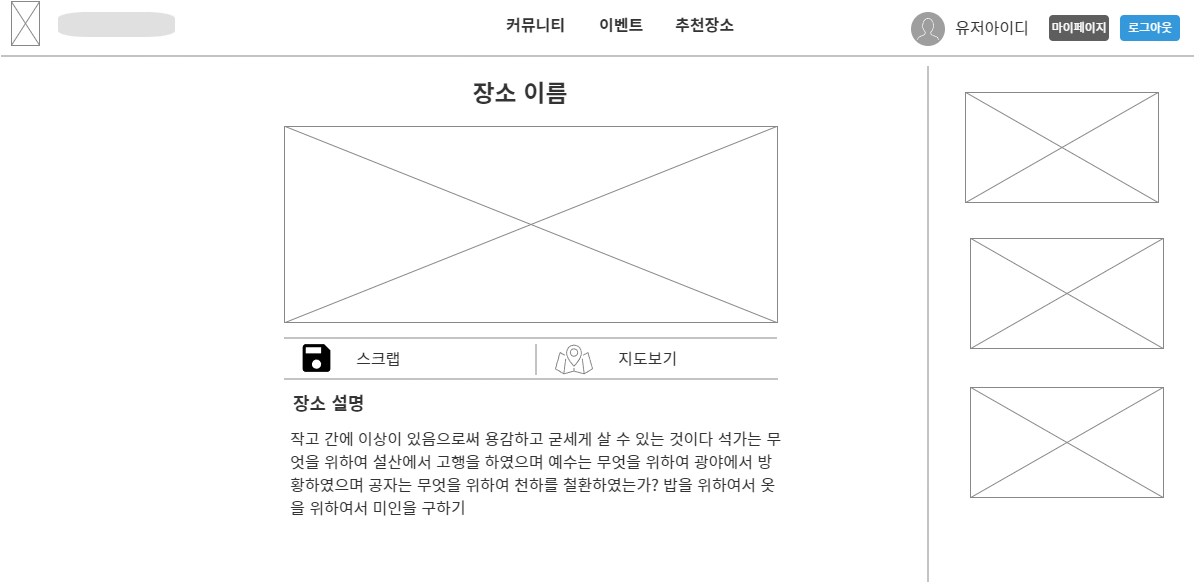 커뮤니티 이벤트 추천장소 유저아이디 마이페이지 로그아웃
장소 이름
스크랩 지도보기
장소 설명
작고 간에 이상이 있음으로써 용감하고 굳세게 살 수 있는 것이다 석가는 무
엇을 위하여 설산에서 고행을 하였으며 예수는 무엇을 위하여 광야에서 방
황하였으며 공자는 무엇을 위하여 천하를 철환하였는가? 밥을 위하여서 옷
을 위하여서 미인을 구하기